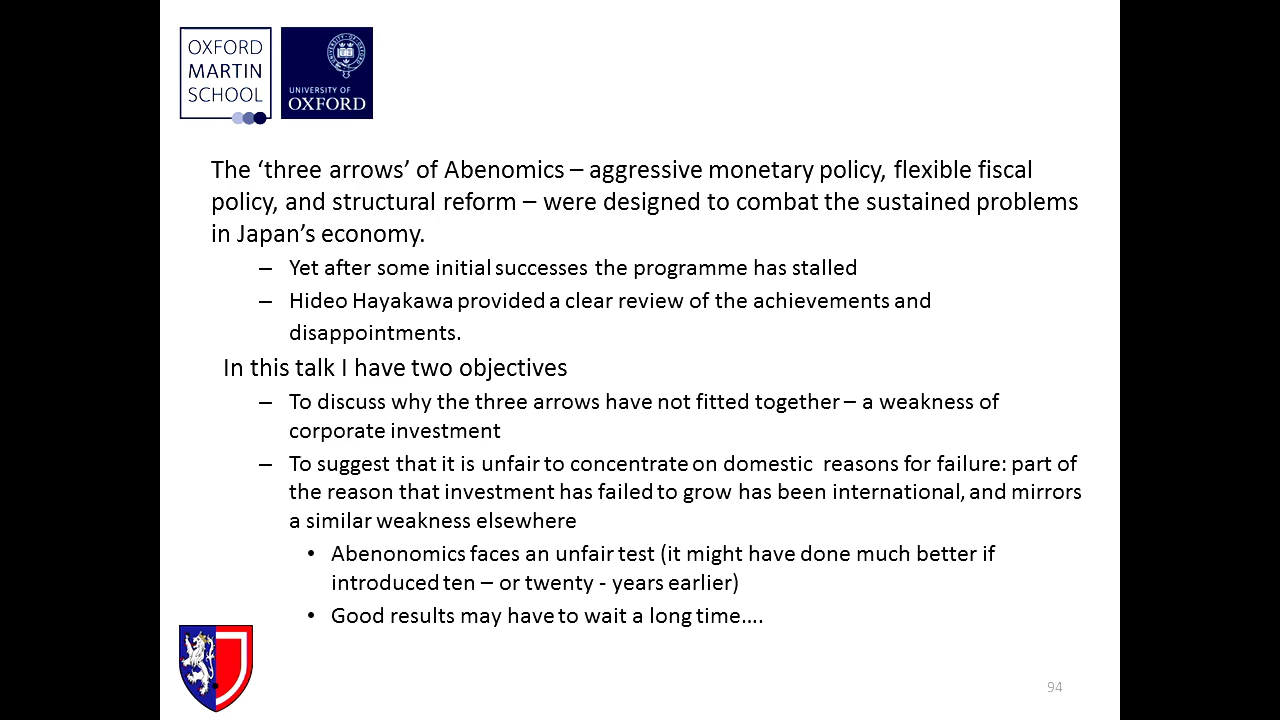 OXFORD
MARTIN
SCHOOL
UNIVERSITY OF
OXFORD
The ‘three arrows’ of Abenomics – aggressive monetary policy, flexible fiscal
policy, and structural reform – were designed to combat the sustained problems
in Japan’s economy.
– Yet after some initial successes the programme has stalled
– Hideo Hayakawa provided a clear review of the achievements and
disappointments.
In this talk I have two objectives
– To discuss why the three arrows have not fitted together – a weakness of
corporate investment
– To suggest that it is unfair to concentrate on domestic reasons for failure: part of
the reason that investment has failed to grow has been international, and mirrors
a similar weakness elsewhere
• Abenonomics faces an unfair test (it might have done much better if
introduced ten – or twenty - years earlier)
• Good results may have to wait a long time….
94